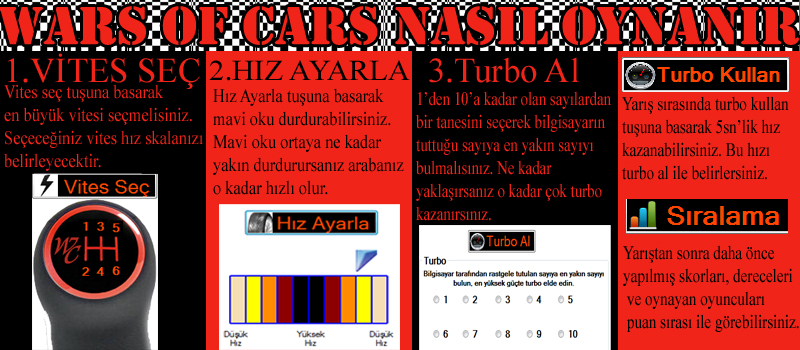 WARS OF CARS NASIL OYNANIR
1.VİTES SEÇ
Vites seç tuşuna basarak
en büyük vitesi seçmelisiniz.
Seçeceğiniz vites hız skalanızı
belirleyecektir.
Vites Seç
1 3 5
WC
2 4 6
2.HIZ AYARLA
Hız Ayarla tuşuna basarak
mavi oku durdurabilirsiniz.
Mavi oku ortaya ne kadar
yakın durdurursanız arabanız
o kadar hızlı olur.
Hız Ayarla
Düşük Hız
Yüksek Hız
Düşük Hız
3.Turbo Al
1'den 10'a kadar olan sayılardan
bir tanesini seçerek bilgisayarın
tuttuğu sayıya en yakın sayıyı
bulmalısınız. Ne kadar
yaklaşırsanız o kadar çok turbo
kazanırsınız.
Turbo Al
Turbo
Bilgisayar tarafından rastgele tutulan sayıya en yakın sayıyı
bulun, en yüksek güçte turbo elde edin.
1 2 3 4 5
6 7 8 9 10
Turbo Kullan
Yarış sırasında turbo kullan
tuşuna basarak 5sn'lik hız
kazanabilirsiniz. Bu hızı
turbo al ile belirlersiniz.
Sıralama
Yarıştan sonra daha önce
yapılmış skorları, dereceleri
ve oynayan oyuncuları
puan sırası ile görebilirsiniz.